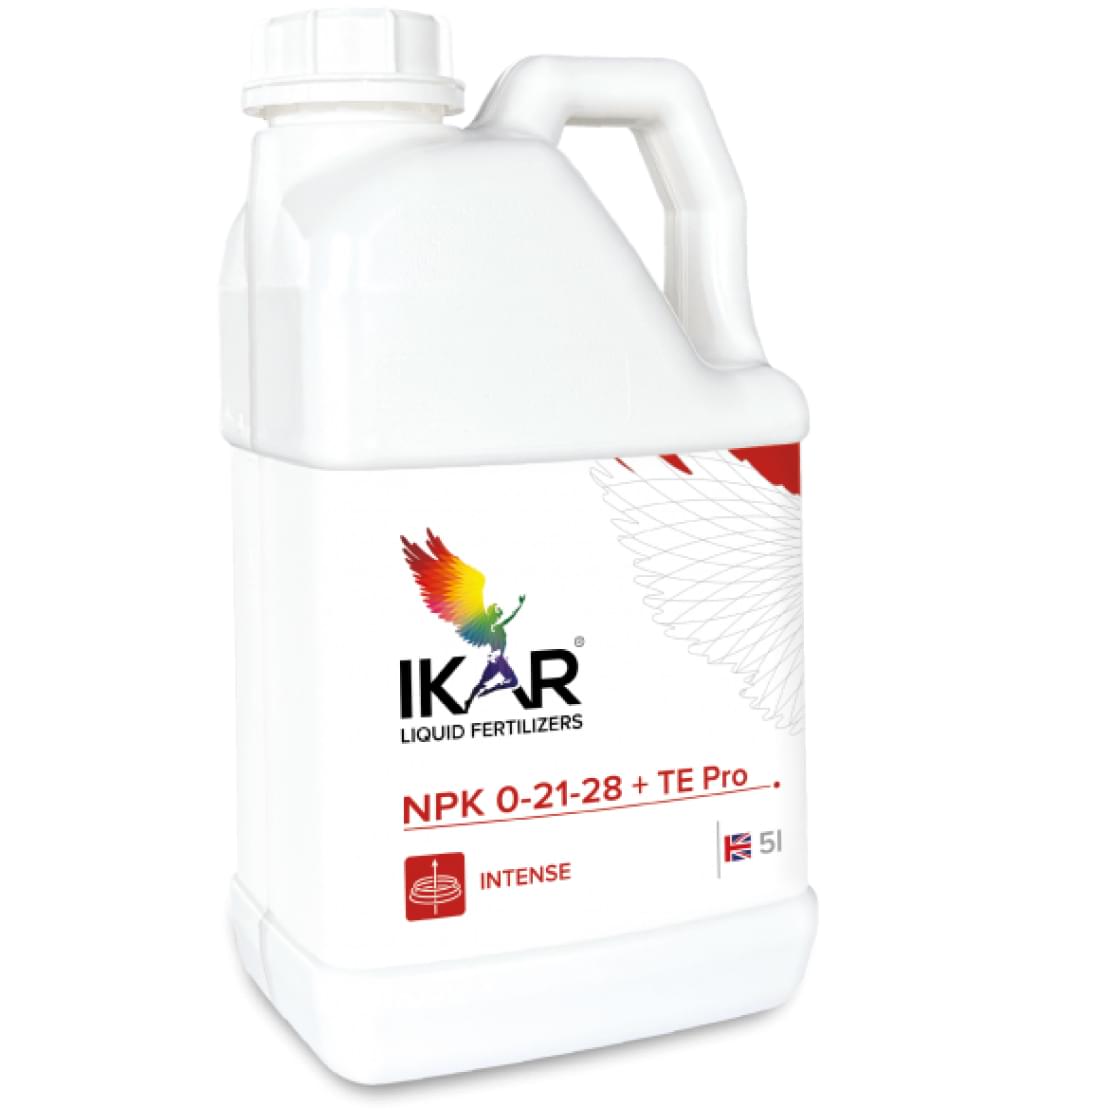 IKAR®
LIQUID FERTILIZERS
NPK 0-21-28 + TE Pro
INTENSE
5l